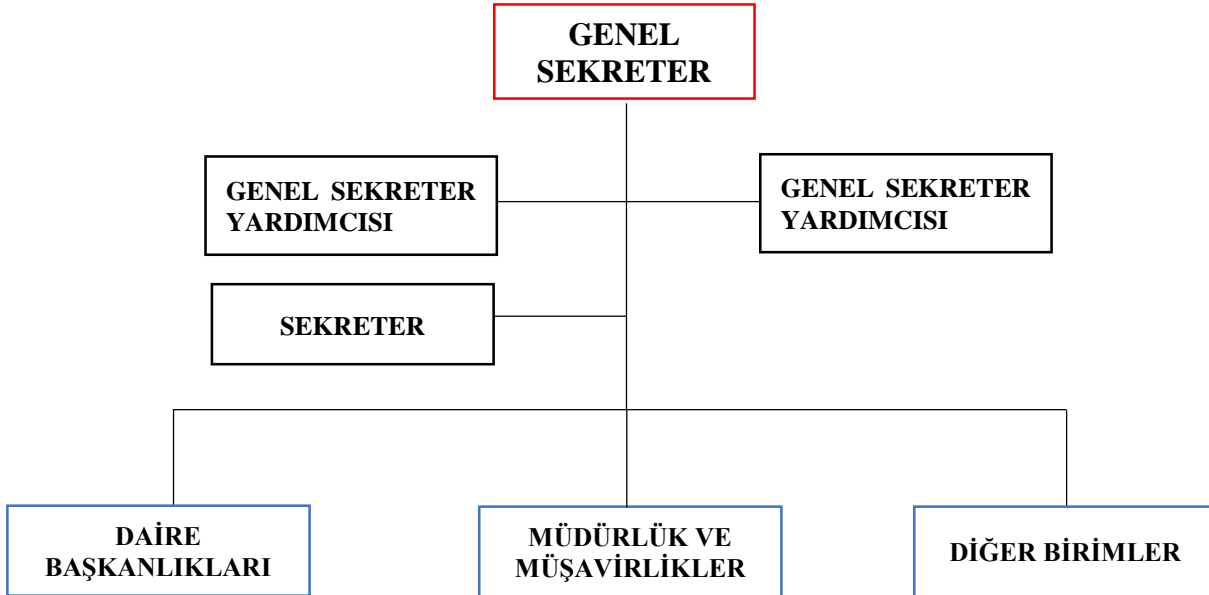 GENEL
SEKRETER
GENEL SEKRETER
YARDIMCISI
GENEL SEKRETER
YARDIMCISI
SEKRETER
DAİRE
BAŞKANLIKLARI
MÜDÜRLÜK VE
MÜŞAVİRLİKLER
DİĞER BİRİMLER